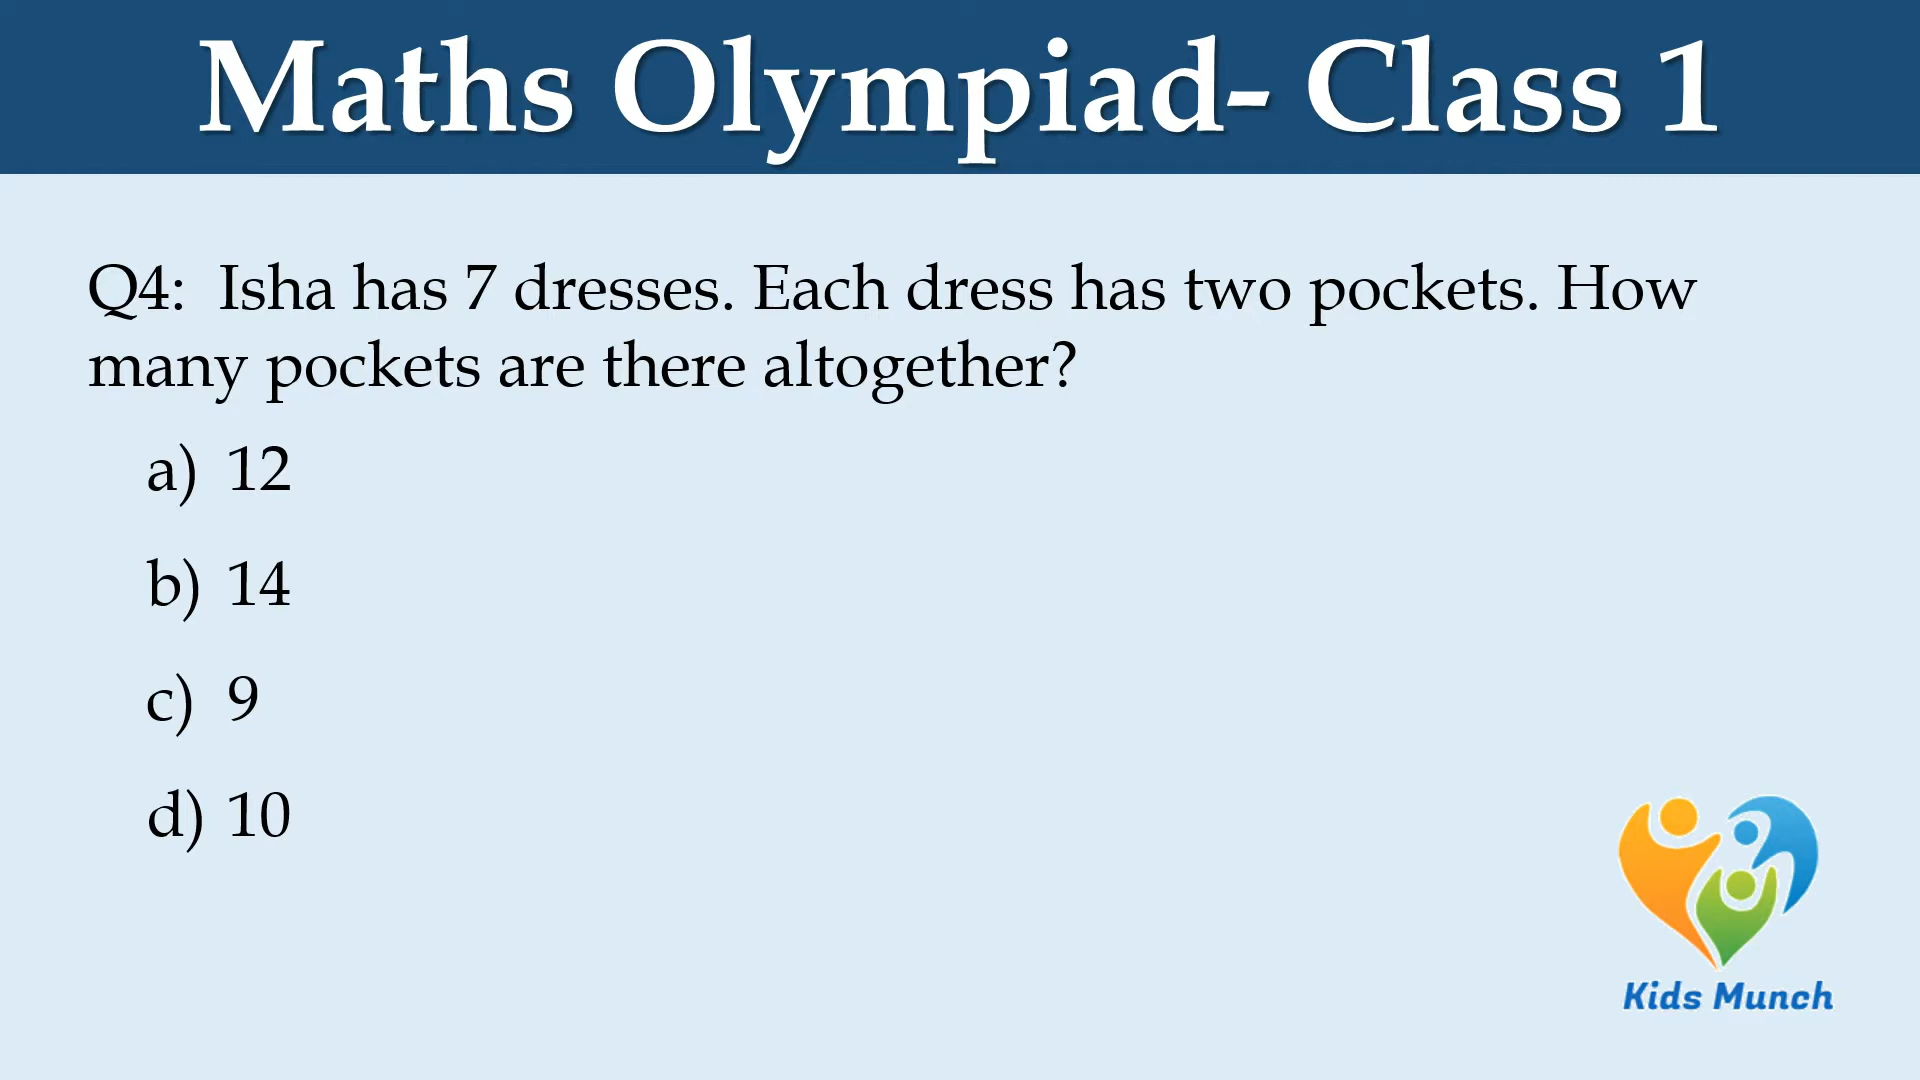 Maths Olympiad- Class 1
Q4: Isha has 7 dresses. Each dress has two pockets. How
many pockets are there altogether?
a) 12
b) 14
c) 9
d) 10
Kids Munch